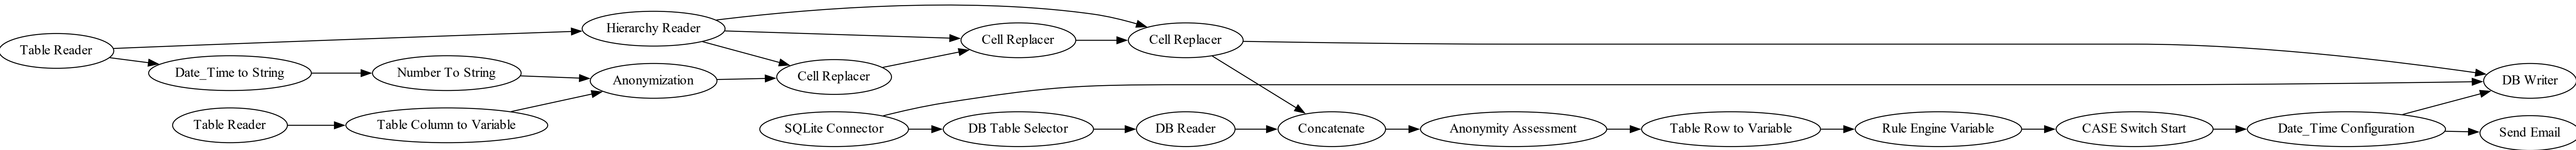 Table Reader
Hierarchy Reader
Date_Time to String
Number To String
Anonymization
Table Reader
Table Column to Variable
Cell Replacer
Cell Replacer
Cell Replacer
SQLite Connector
DB Table Selector
DB Reader
Concatenate
Anonymity Assessment
Table Row to Variable
Rule Engine Variable
CASE Switch Start
Date_Time Configuration
DB Writer
Send Email